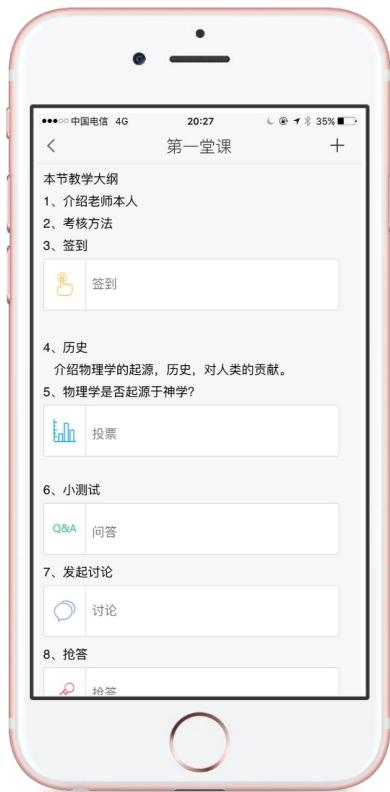 中国电信 4G 20:27 35%
第一堂课
本节教学大纲
1、介绍老师本人
2、考核方法
3、签到
签到
4、历史
介绍物理学的起源，历史，对人类的贡献。
5、物理学是否起源于神学?
投票
6、小测试
Q&A 问答
7、发起讨论
讨论
8、抢答
抢答